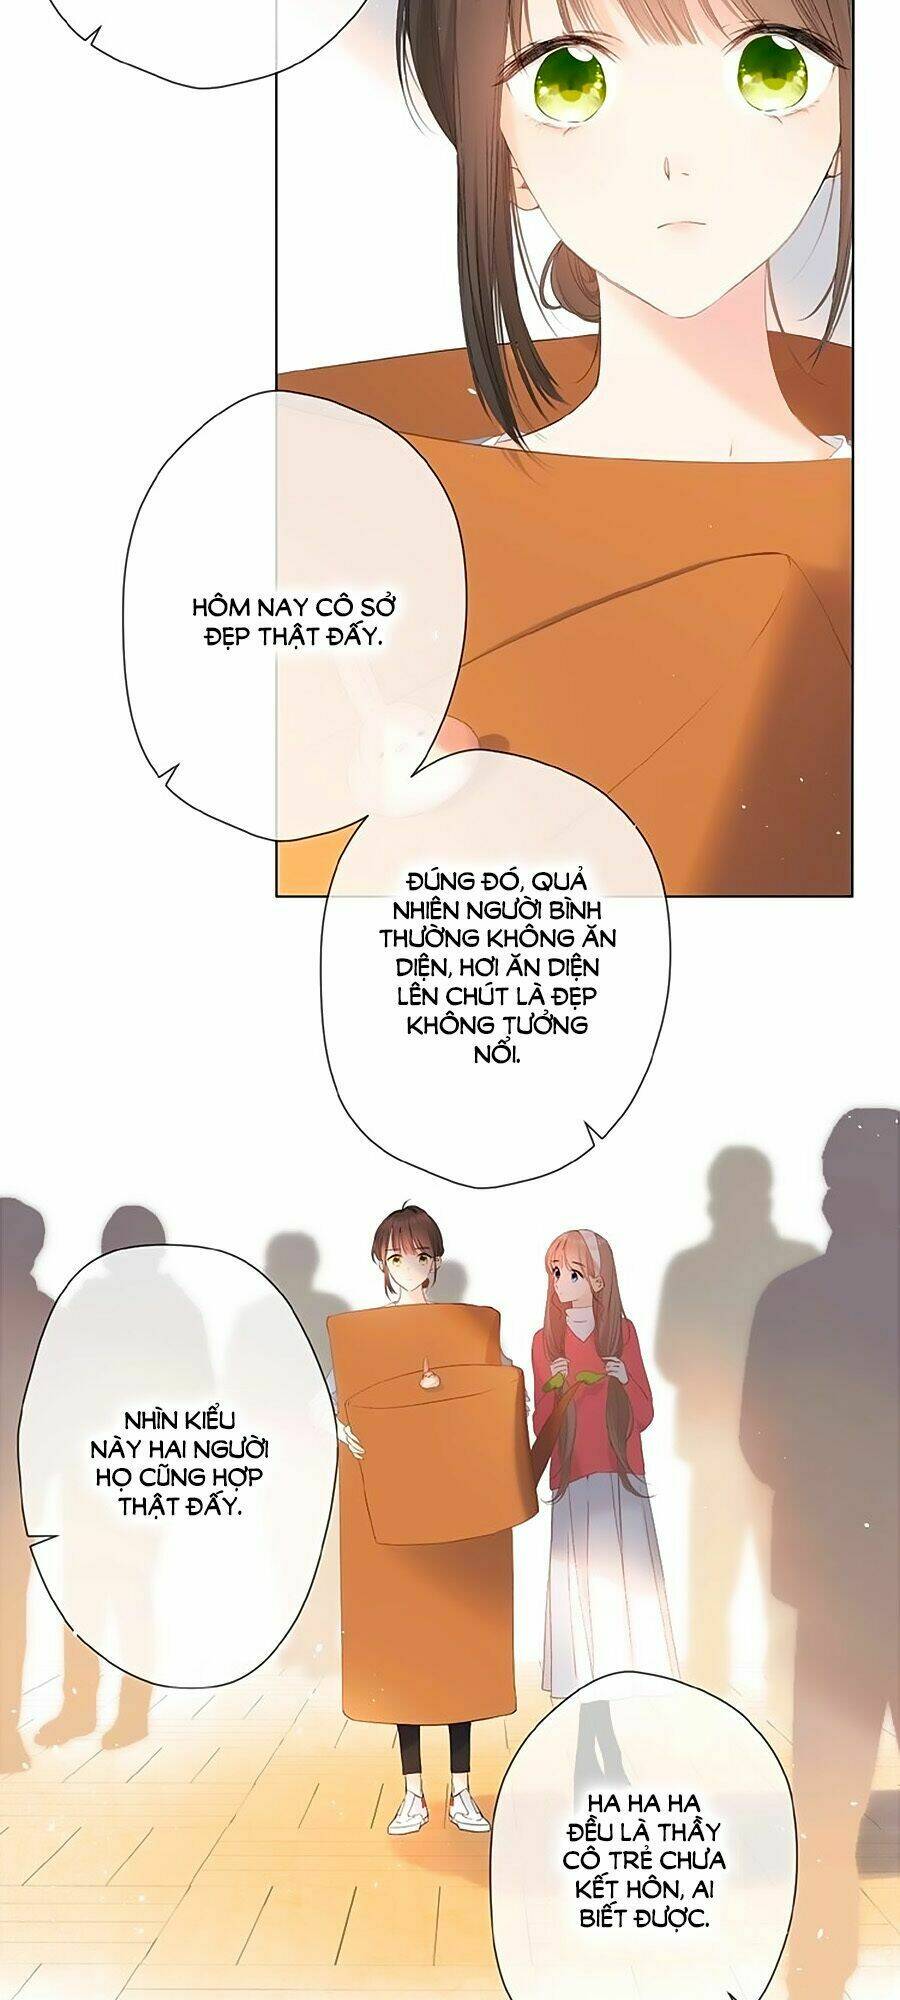 HÔM NAY CÔ SỞ
ĐẸP THẬT ĐẤY.
ĐÚNG ĐÓ, QUẢ
NHIÊN NGƯỜI BÌNH
THƯỜNG KHÔNG ĂN
DIỆN, HƠI ĂN DIỆN
LÊN CHÚT LÀ ĐẸP
KHÔNG TƯỞNG
NỔI.
NHÌN KIỂU
NÀY HAI NGƯỜI
HỌ CŨNG HỢP
THẬT ĐẤY.
HA HA HA
ĐỀU LÀ THẦY
CÔ TRẺ CHƯA
KẾT HÔN, AI
BIẾT ĐƯỢC.